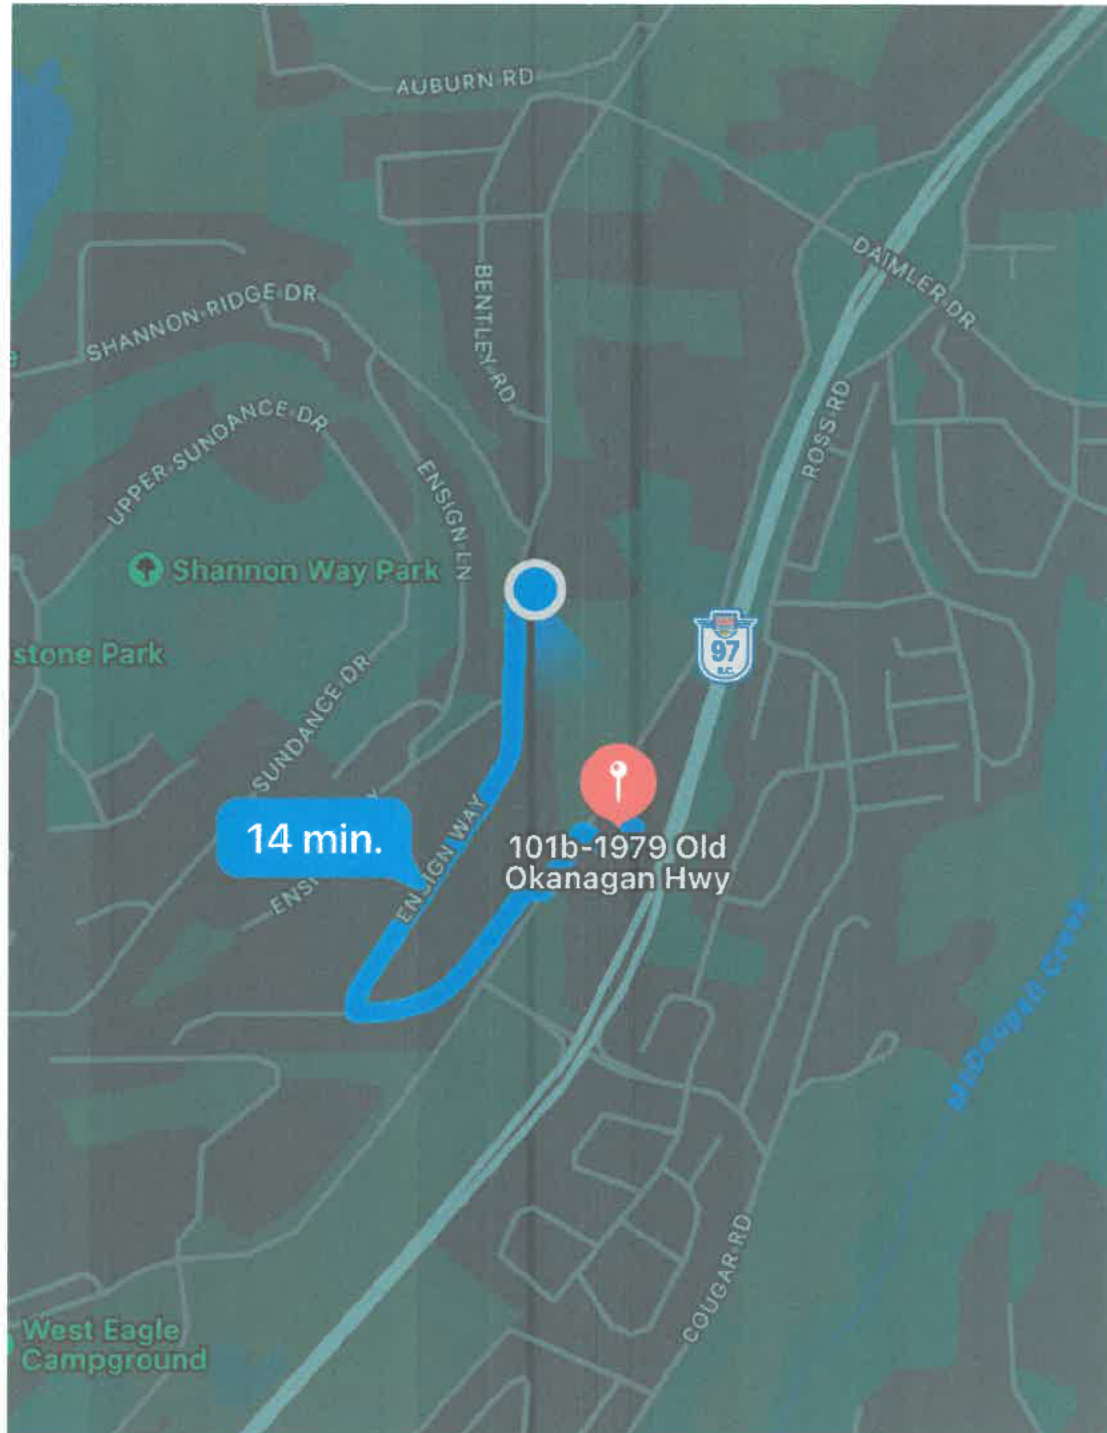 AUBURN RD
DAIMLER DR
BENTLEY RD
SHANNON RIDGE DR
ROSS RD
UPPER SUNDANCE DR
ENSIGN LN
Shannon Way Park
stone Park
97
B.C.
SUNDANCE DR
14 min.
ENSIGN WAY
101b-1979 Old
Okanagan Hwy
McDougall Creek
COUGAR RD
West Eagle
Campground